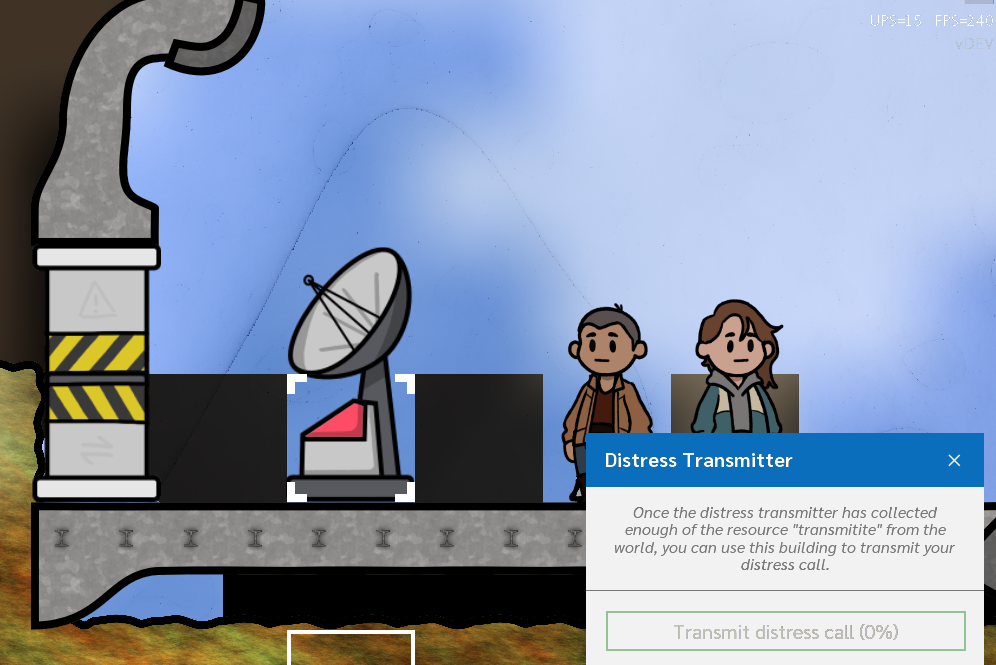 UPS=15 FPS=240
vDEV
Distress Transmitter
Once the distress transmitter has collected
enough of the resource "transmitite" from the
world, you can use this building to transmit your
distress call.
Transmit distress call (0%)